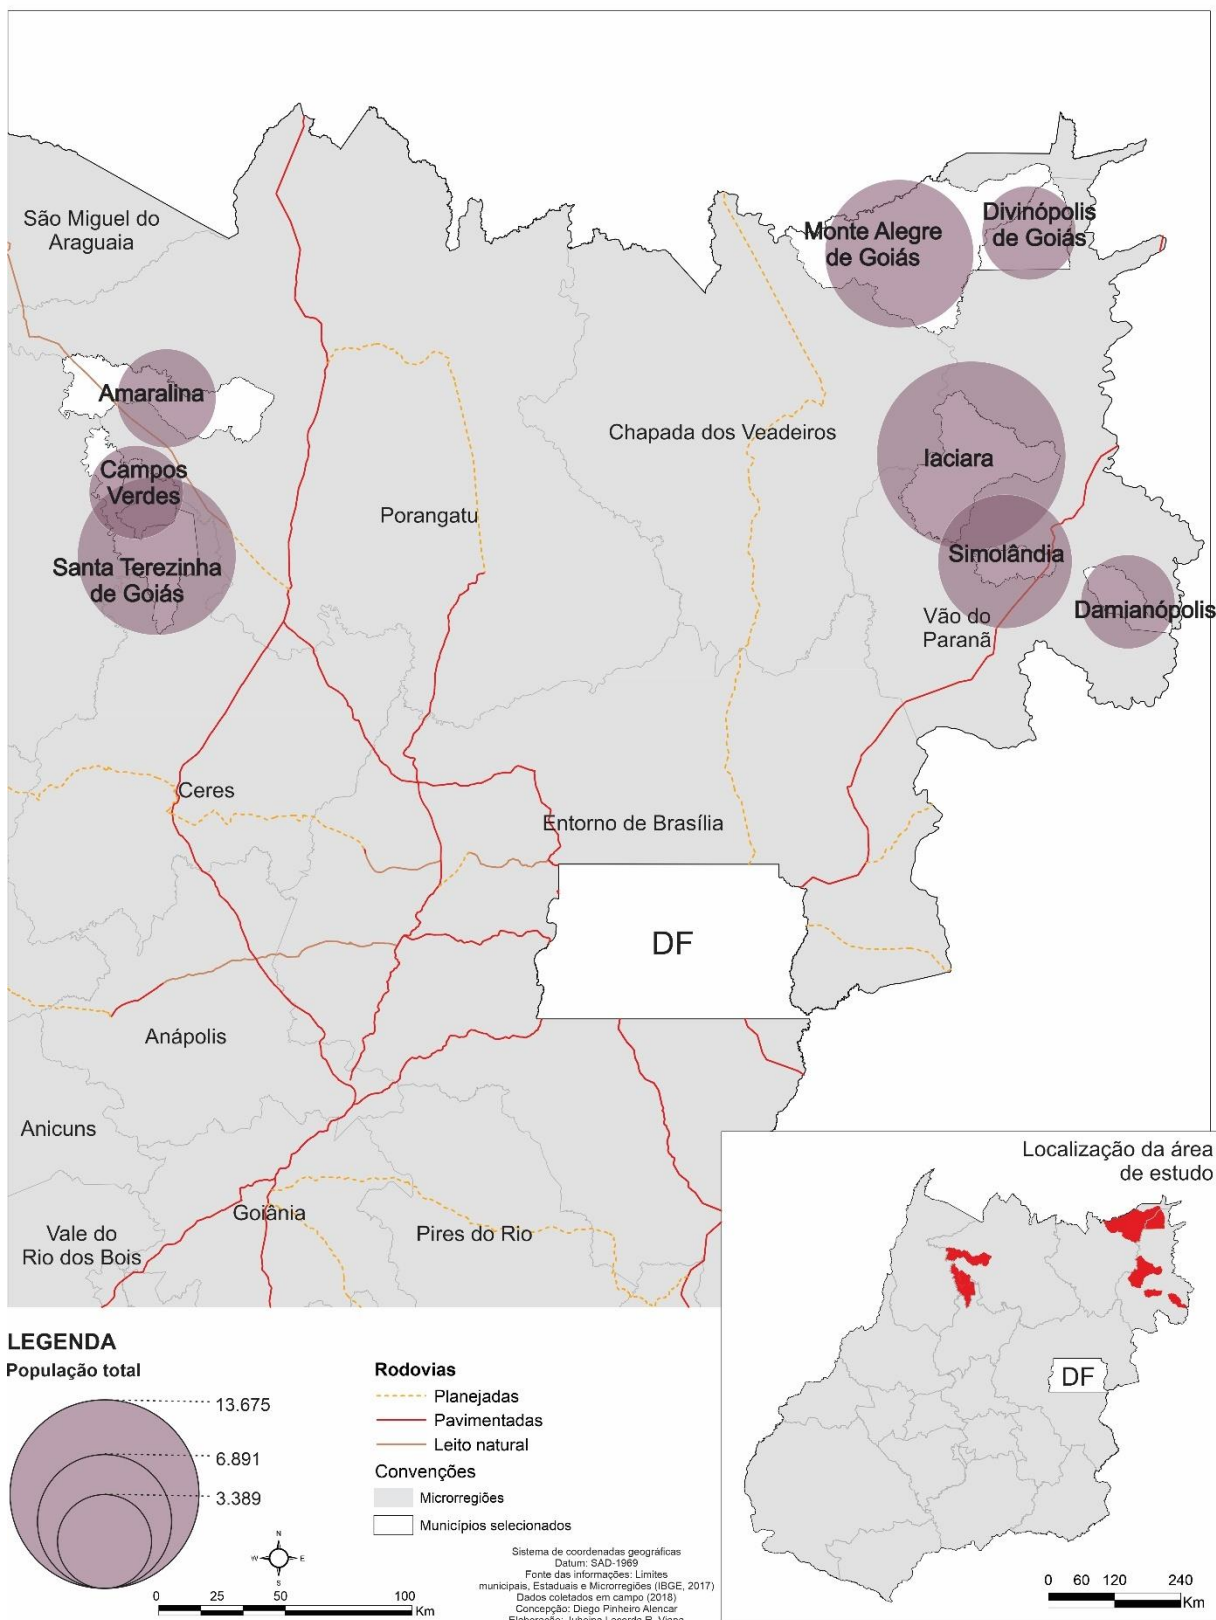 São Miguel do
Araguaia
Monte Alegre
de Goiás
Divinópolis
de Goiás
Amaralina
Chapada dos Veadeiros
Iaciara
Campos
Verdes
Porangatu
Santa Terezinha
de Goiás
Simolândia
Damianópolis
Vão do
Paranã
Ceres
Entorno de Brasília
DF
Anápolis
Anicuns
Goiânia
Vale do
Rio dos Bois
Pires do Rio
Localização da área
de estudo
DF
0 60 120 240
Km
LEGENDA
População total
13.675
6.891
3.389
Rodovias
Planejadas
Pavimentadas
Leito natural
Convenções
Microrregiões
Municípios selecionados
N
W E
S
0 25 50 100
Km
Sistema de coordenadas geográficas
Datum: SAD-1969
Fonte das informações: Limites
municipais, Estaduais e Microrregiões (IBGE, 2017)
Dados coletados em campo (2018)
Concepção: Diego Pinheiro Alencar